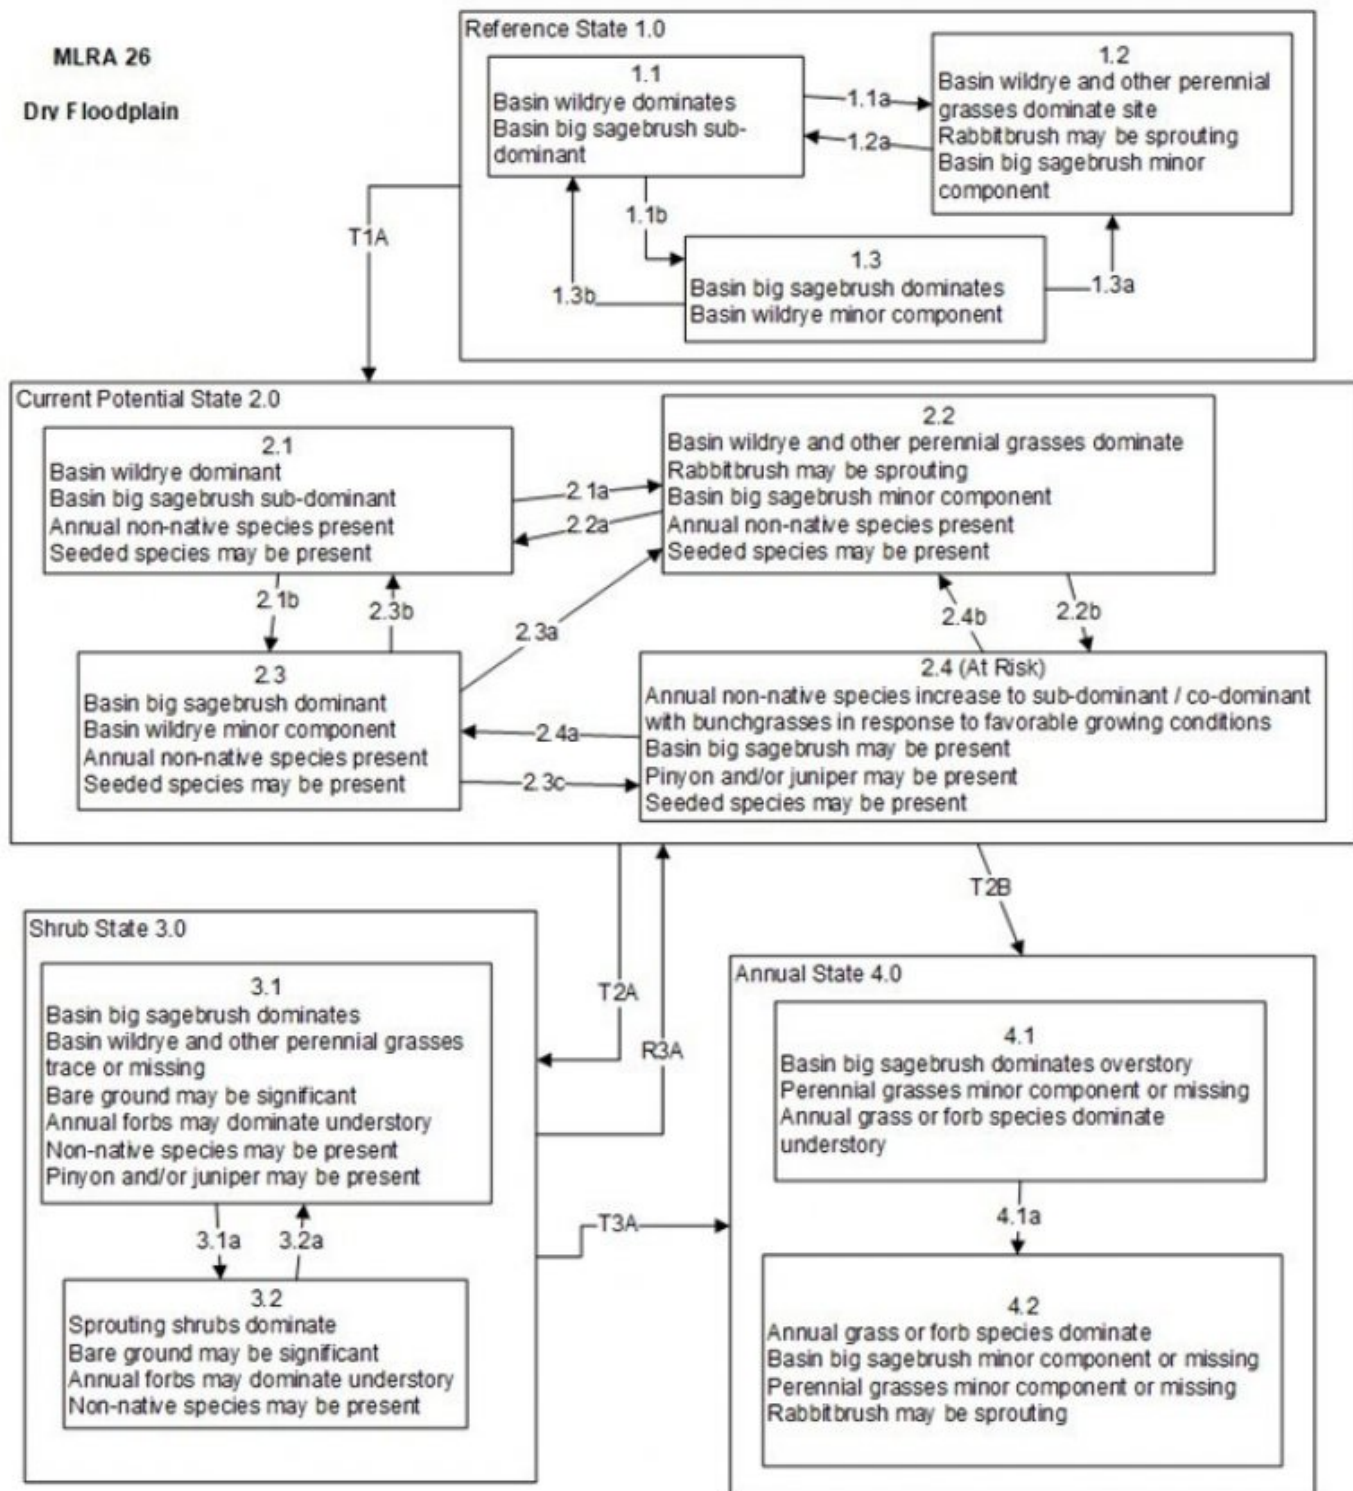 MLRA 26
Dry Floodplain
Reference State 1.0
1.1
Basin wildrye dominates
Basin big sagebrush sub-
dominant
1.1a
1.2a
1.2
Basin wildrye and other perennial
grasses dominate site
Rabbitbrush may be sprouting
Basin big sagebrush minor
component
1.1b
1.3
Basin big sagebrush dominates
Basin wildrye minor component
1.3b
1.3a
T1A
Current Potential State 2.0
2.1
Basin wildrye dominant
Basin big sagebrush sub-dominant
Annual non-native species present
Seeded species may be present
2.1a
2.2a
2.2
Basin wildrye and other perennial grasses dominate
Rabbitbrush may be sprouting
Basin big sagebrush minor component
Annual non-native species present
Seeded species may be present
2.1b
2.3b
2.3a
2.4b
2.2b
2.3
Basin big sagebrush dominant
Basin wildrye minor component
Annual non-native species present
Seeded species may be present
2.4a
2.3c
2.4 (At Risk)
Annual non-native species increase to sub-dominant / co-dominant
with bunchgrasses in response to favorable growing conditions
Basin big sagebrush may be present
Pinyon and/or juniper may be present
Seeded species may be present
T2A
R3A
T2B
Shrub State 3.0
3.1
Basin big sagebrush dominates
Basin wildrye and other perennial grasses
trace or missing
Bare ground may be significant
Annual forbs may dominate understory
Non-native species may be present
Pinyon and/or juniper may be present
3.1a
3.2a
3.2
Sprouting shrubs dominate
Bare ground may be significant
Annual forbs may dominate understory
Non-native species may be present
T3A
Annual State 4.0
4.1
Basin big sagebrush dominates overstory
Perennial grasses minor component or missing
Annual grass or forb species dominate
understory
4.1a
4.2
Annual grass or forb species dominate
Basin big sagebrush minor component or missing
Perennial grasses minor component or missing
Rabbitbrush may be sprouting